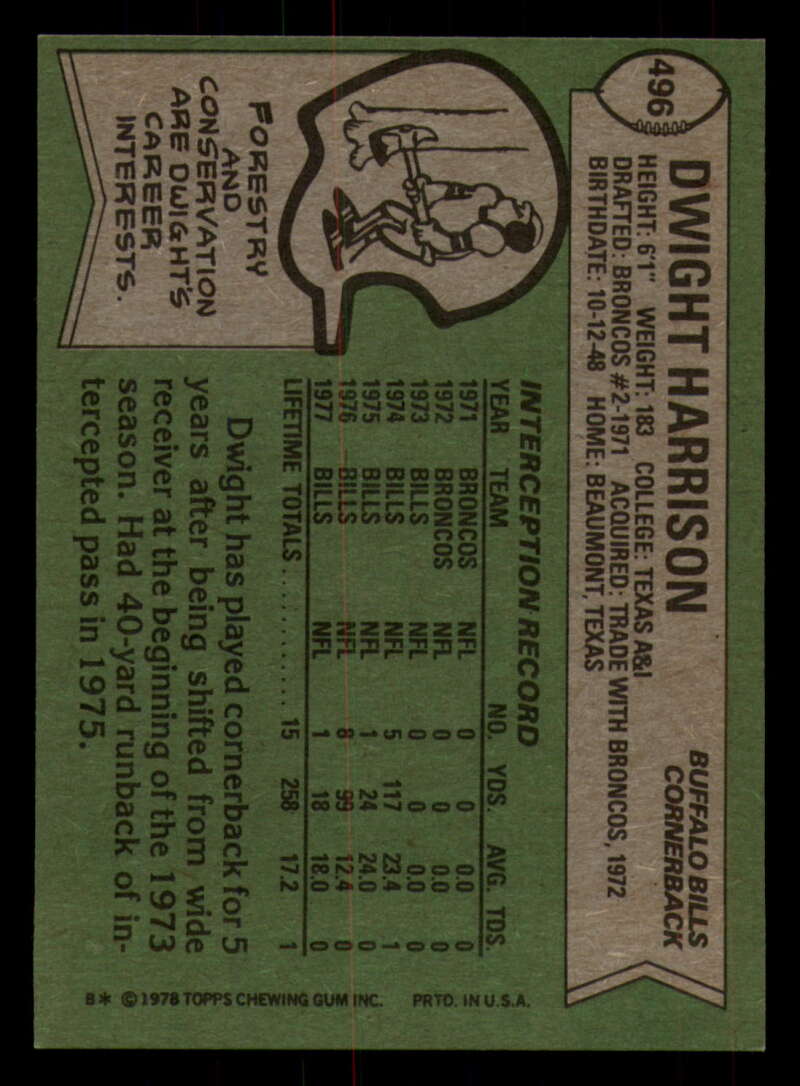 496
DWIGHT HARRISON
BUFFALO BILLS
CORNERBACK
HEIGHT: 6'1" WEIGHT: 183 COLLEGE: TEXAS A&I
DRAFTED: BRONCOS #2-1971 ACQUIRED: TRADE WITH BRONCOS, 1972
BIRTHDATE: 10-12-48 HOME: BEAUMONT, TEXAS
FORESTRY
AND
CONSERVATION
ARE DWIGHT'S
CAREER
INTERESTS.
INTERCEPTION RECORD
YEAR TEAM NO. YDS. AVG. TDS.
1971 BRONCOS NFL 0 0 0.0 0
1972 BRONCOS NFL 0 0 0.0 0
1973 BILLS NFL 0 0 0.0 0
1974 BILLS NFL 5 117 23.4 1
1975 BILLS NFL 1 24 24.0 0
1976 BILLS NFL 8 99 12.4 0
1977 BILLS NFL 1 18 18.0 0
LIFETIME TOTALS ............ 15 258 17.2 1
Dwight has played cornerback for 5
years after being shifted from wide
receiver at the beginning of the 1973
season. Had 40-yard runback of in-
tercepted pass in 1975.
B* © 1978 TOPPS CHEWING GUM INC. PRTD. IN U.S.A.